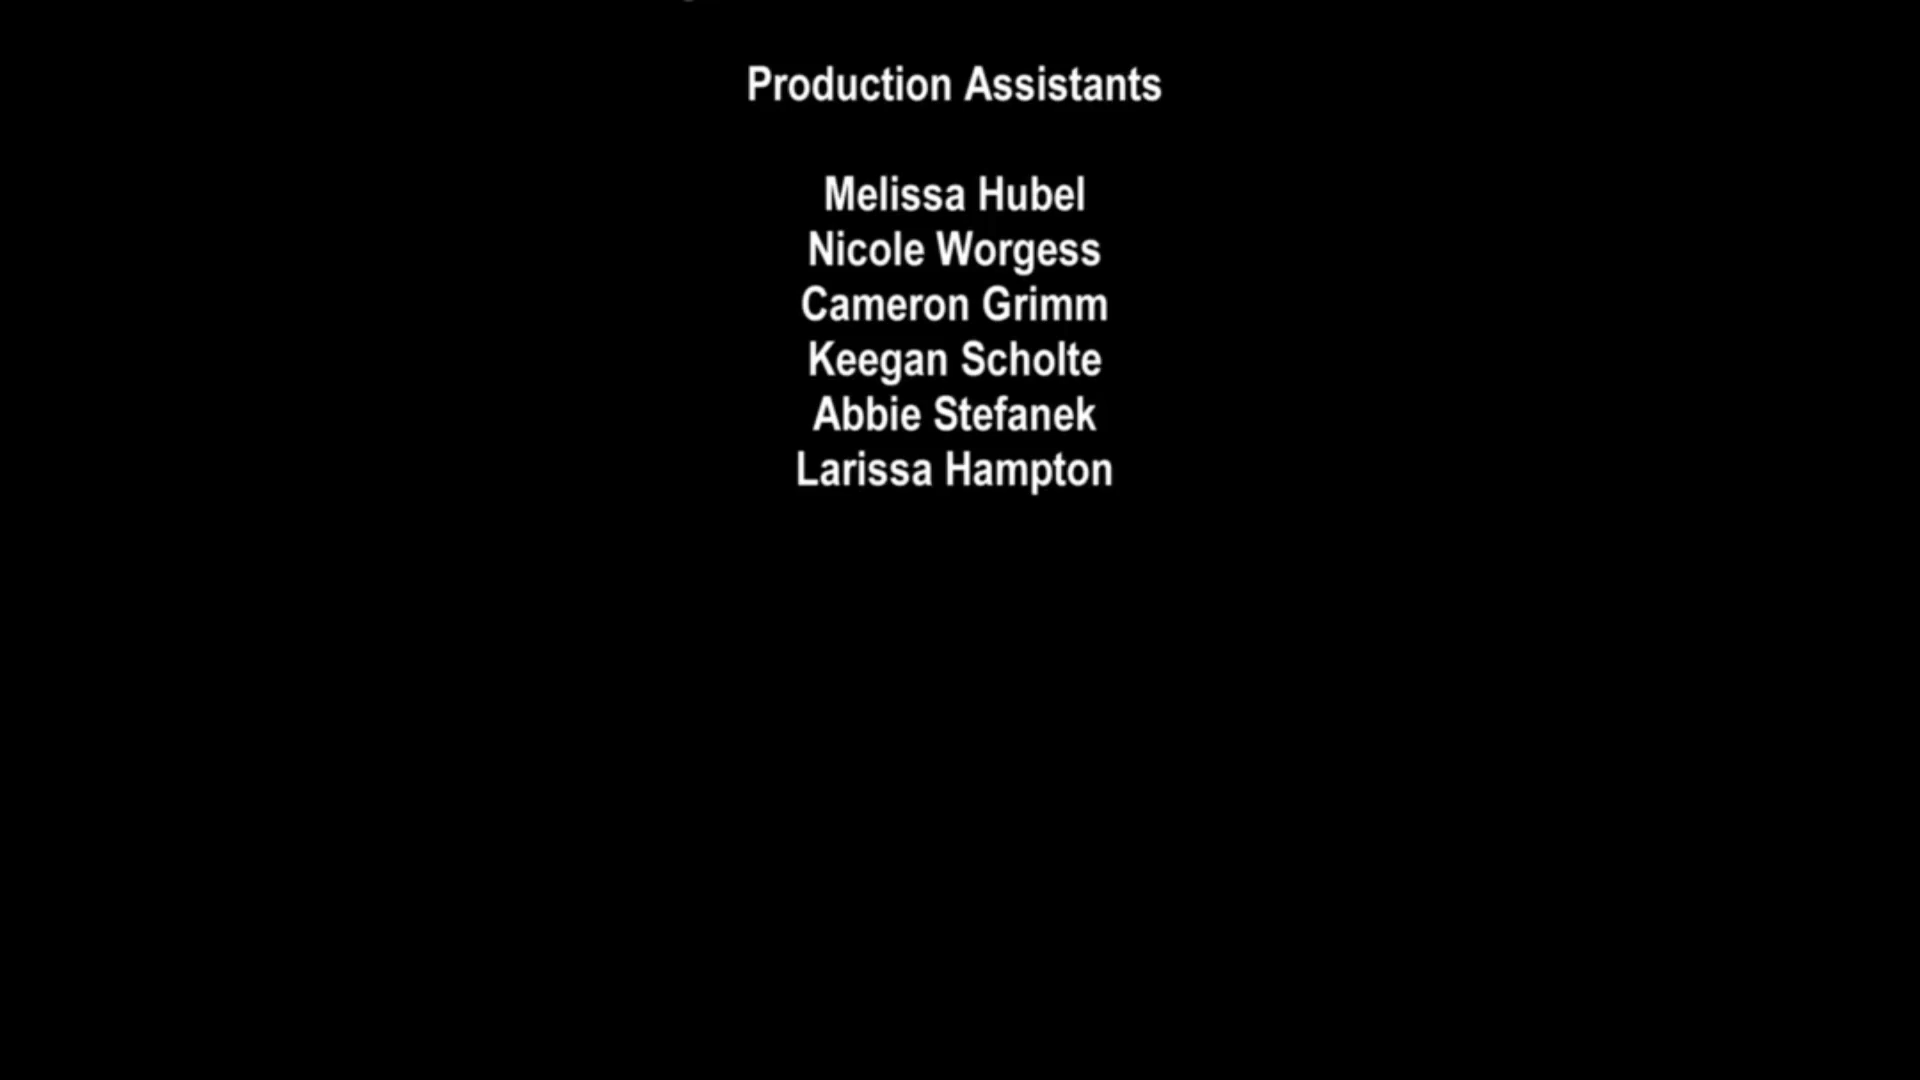 Production Assistants
Melissa Hubel
Nicole Worgess
Cameron Grimm
Keegan Scholte
Abbie Stefanek
Larissa Hampton